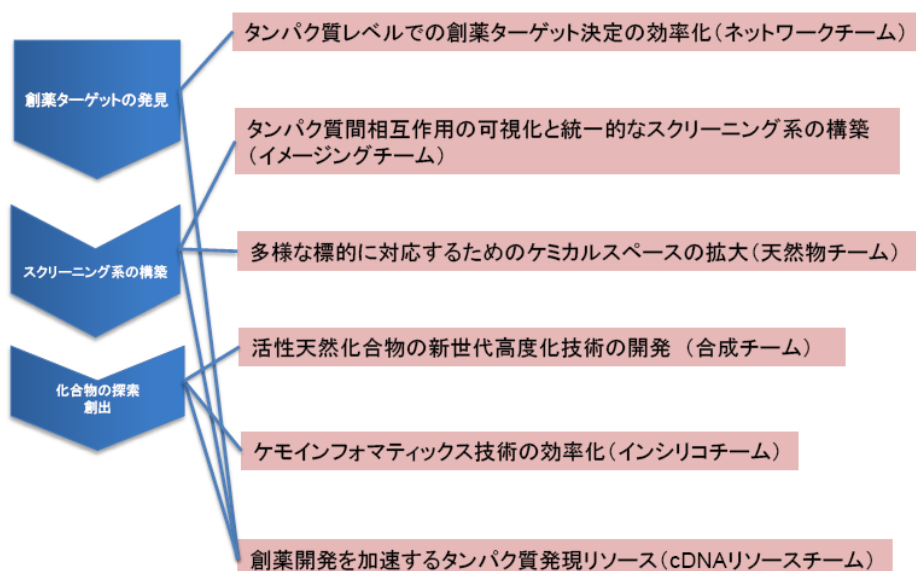 タンパク質レベルでの創薬ターゲット決定の効率化(ネットワークチーム)
創薬ターゲットの発見
タンパク質間相互作用の可視化と統一的なスクリーニング系の構築
(イメージングチーム)
多様な標的に対応するためのケミカルスペースの拡大(天然物チーム)
スクリーニング系の構築
活性天然化合物の新世代高度化技術の開発 (合成チーム)
化合物の探索
創出
ケモインフォマティックス技術の効率化(インシリコチーム)
創薬開発を加速するタンパク質発現リソース(cDNAリソースチーム)